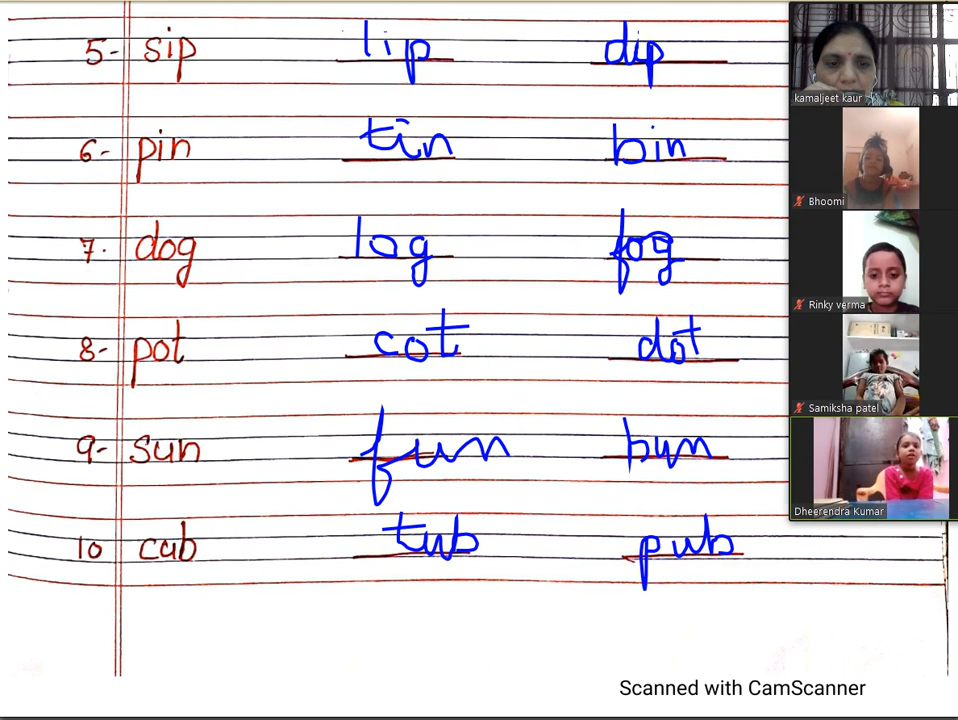 5- sip lip dip
kamaljeet kaur
6- pin tin bin
Bhoomi
7. dog log fog
Rinky verma
8- pot cot dot
Samiksha patel
9- sun fun bun
Dheerendra Kumar
10 cub tub pub
Scanned with CamScanner